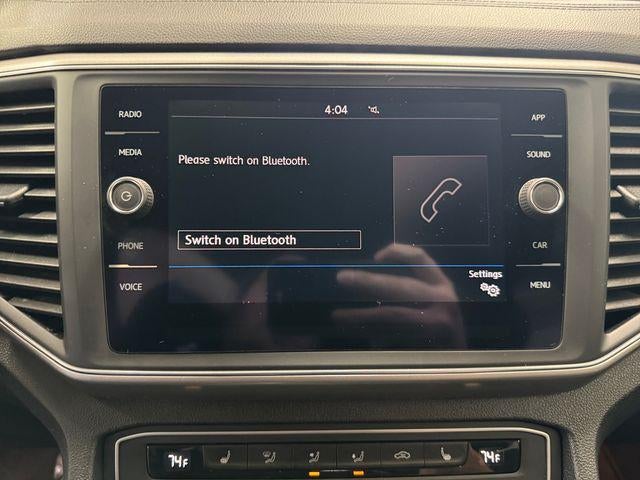 4:04
RADIO
APP
MEDIA
SOUND
Please switch on Bluetooth.
PHONE
Switch on Bluetooth
CAR
VOICE
Settings
MENU
74F
74F